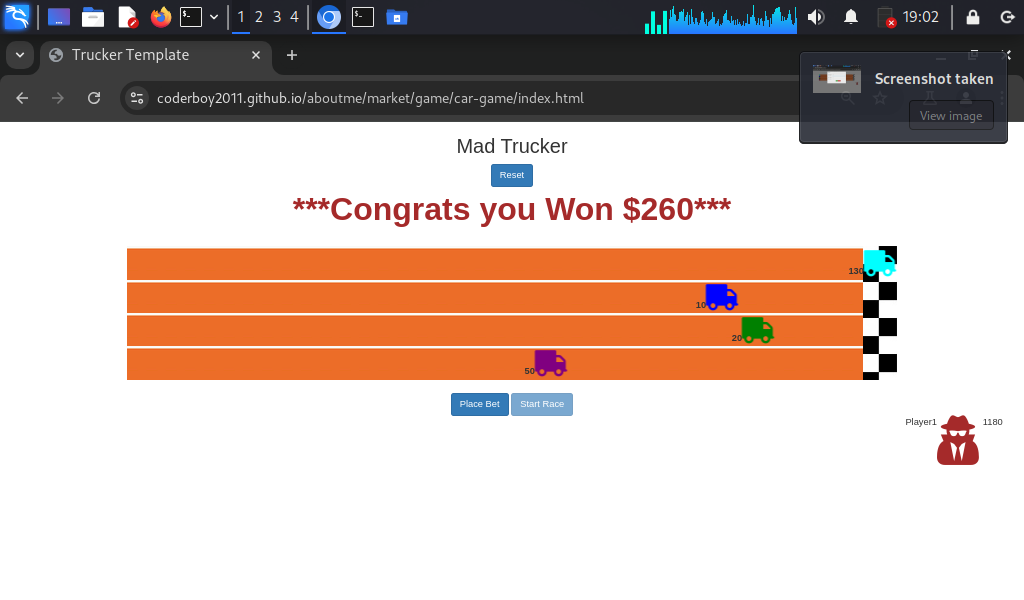 1 2 3 4
19:02
Trucker Template
Screenshot taken
coderboy2011.github.io/aboutme/market/game/car-game/index.html
View image
Mad Trucker
Reset
***Congrats you Won $260***
130
10
20
50
Place Bet Start Race
Player1 1180